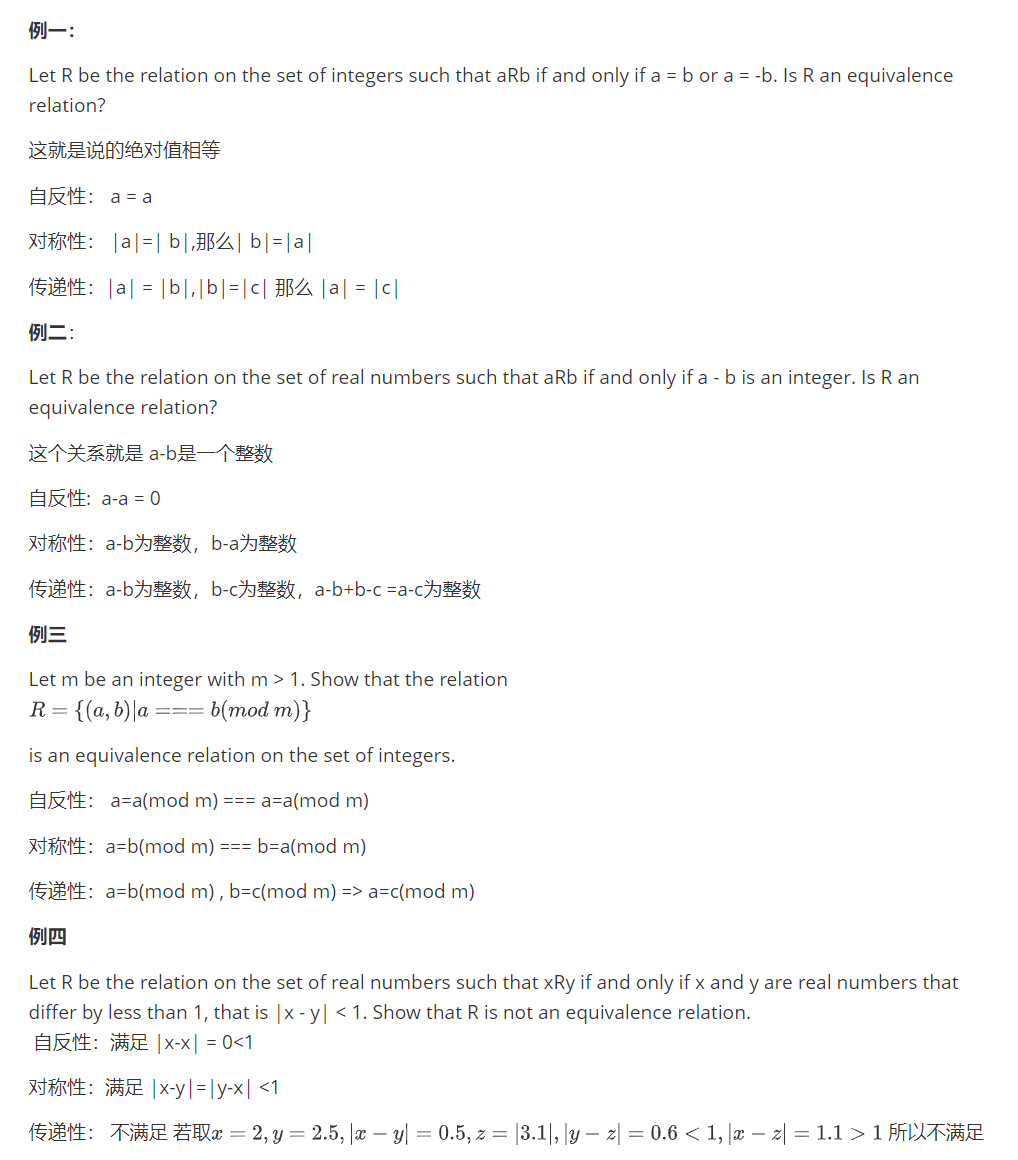 例一：
Let R be the relation on the set of integers such that aRb if and only if a = b or a = -b. Is R an equivalence
relation?
这就是说的绝对值相等
自反性： a = a
对称性： |a|=| b|,那么| b|=|a|
传递性：|a| = |b|,|b|=|c| 那么 |a| = |c|
例二：
Let R be the relation on the set of real numbers such that aRb if and only if a - b is an integer. Is R an
equivalence relation?
这个关系就是 a-b是一个整数
自反性: a-a = 0
对称性：a-b为整数，b-a为整数
传递性：a-b为整数，b-c为整数，a-b+b-c =a-c为整数
例三
Let m be an integer with m > 1. Show that the relation
R = {(a, b)|a === b(mod m)}
is an equivalence relation on the set of integers.
自反性： a=a(mod m) === a=a(mod m)
对称性：a=b(mod m) === b=a(mod m)
传递性：a=b(mod m) , b=c(mod m) => a=c(mod m)
例四
Let R be the relation on the set of real numbers such that xRy if and only if x and y are real numbers that
differ by less than 1, that is |x - y| < 1. Show that R is not an equivalence relation.
自反性：满足 |x-x| = 0<1
对称性：满足 |x-y|=|y-x| <1
传递性： 不满足 若取x = 2, y = 2.5, |x − y| = 0.5, z = |3.1|, |y − z| = 0.6 < 1, |x − z| = 1.1 > 1 所以不满足